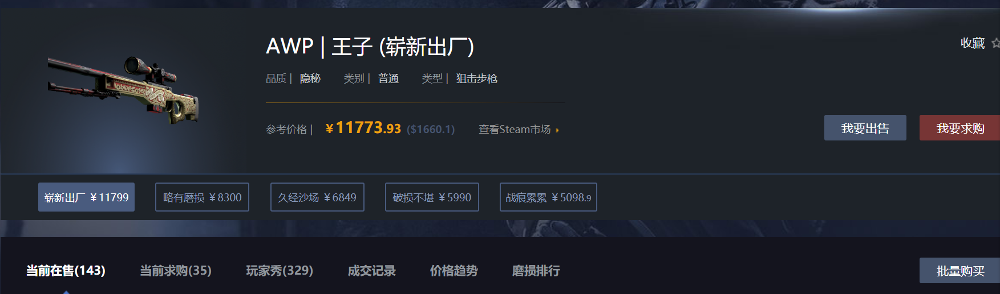 AWP | 王子 (崭新出厂)
收藏
品质 | 隐秘 类别 | 普通 类型 | 狙击步枪
参考价格 | ¥11773.93 ($1660.1) 查看Steam市场
我要出售 我要求购
崭新出厂 ¥11799 略有磨损 ¥8300 久经沙场 ¥6849 破损不堪 ¥5990 战痕累累 ¥5098.9
当前在售(143) 当前求购(35) 玩家秀(329) 成交记录 价格趋势 磨损排行 批量购买